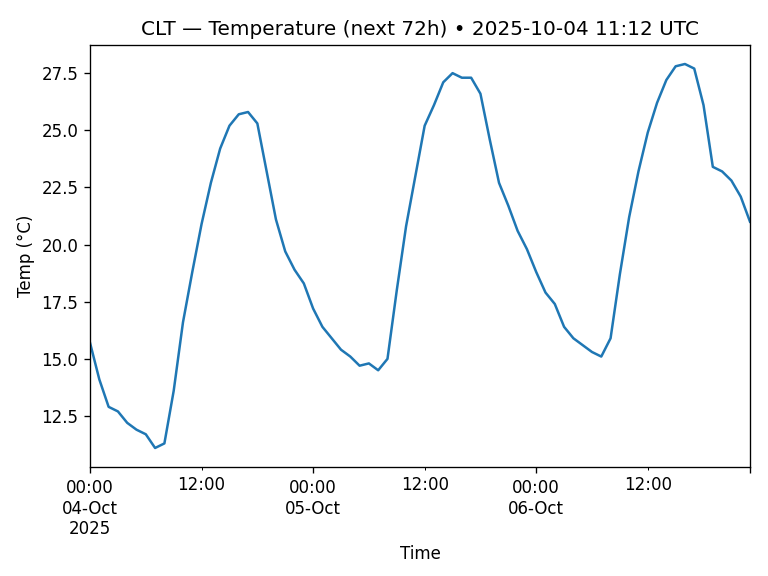 CLT — Temperature (next 72h) • 2025-10-04 11:12 UTC
Temp (°C)
27.5
25.0
22.5
20.0
17.5
15.0
12.5
00:00 12:00 00:00 12:00 00:00 12:00
04-Oct 05-Oct 06-Oct
2025
Time